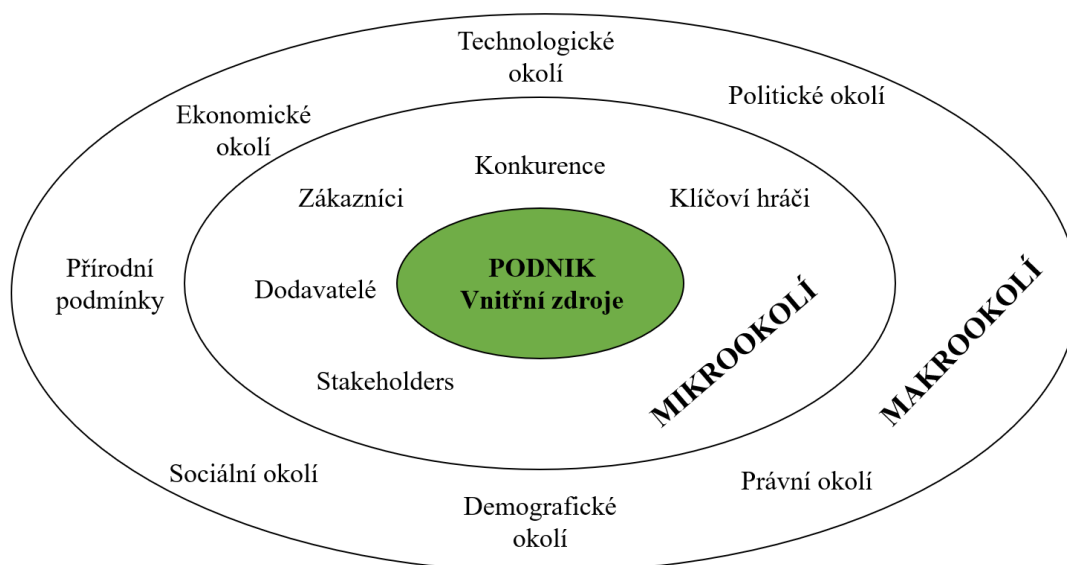 Technologické
okolí
Politické okolí
Ekonomické
okolí
Konkurence
Zákazníci
Klíčoví hráči
Přírodní
podmínky
Dodavatelé
PODNIK
Vnitřní zdroje
MIKROOKOLÍ
MAKROOKOLÍ
Stakeholders
Sociální okolí
Demografické
okolí
Právní okolí